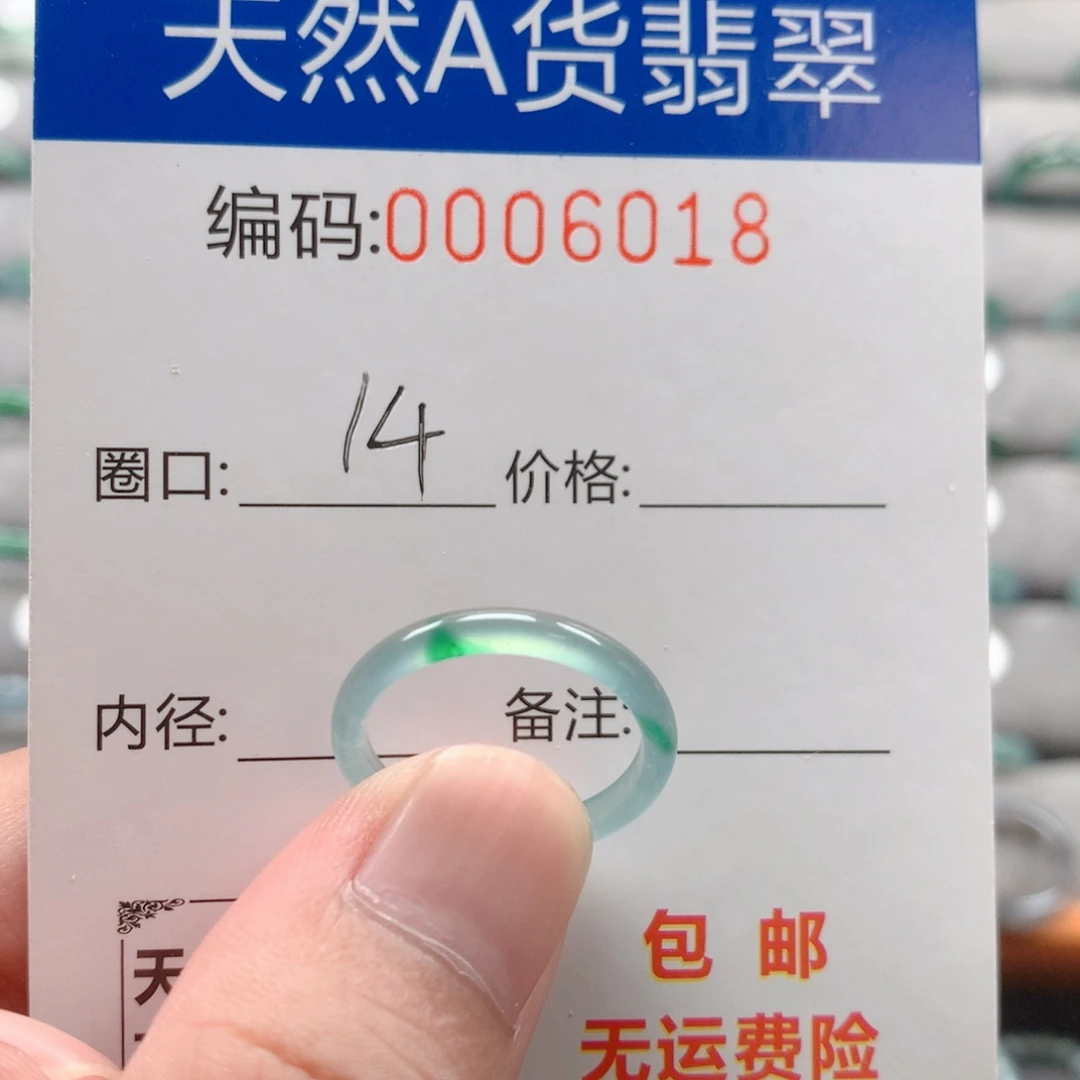 天然A货翡翠
编码:0006018
圈口: 14 价格:
内径: 备注:
天
包 邮
无运费险